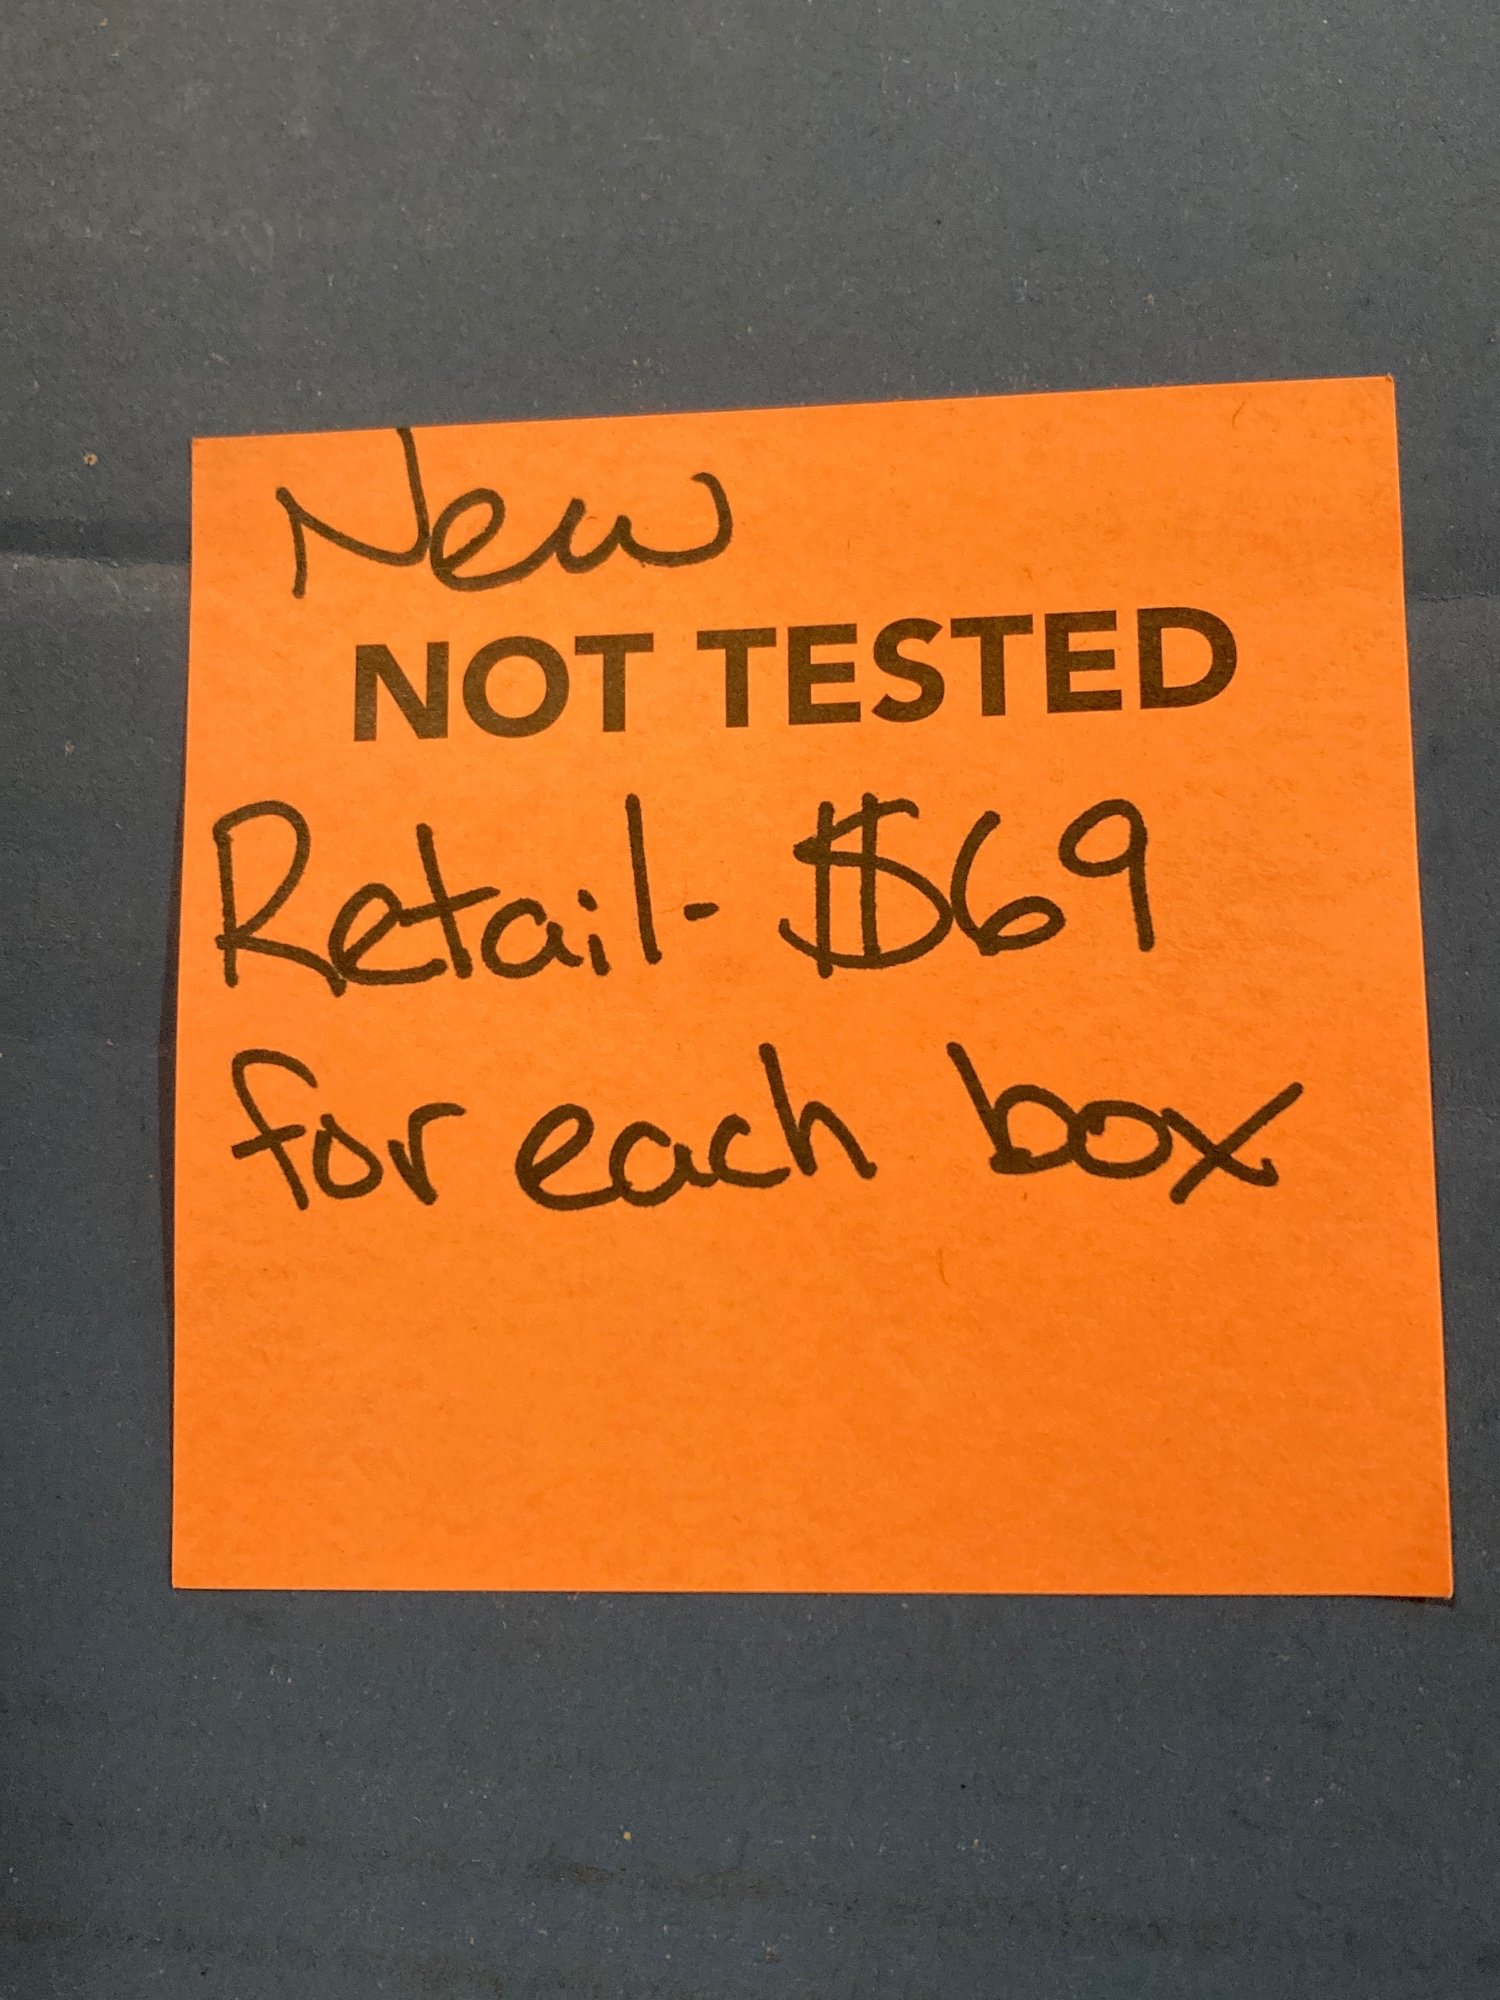 New
NOT TESTED
Retail- $69
for each box